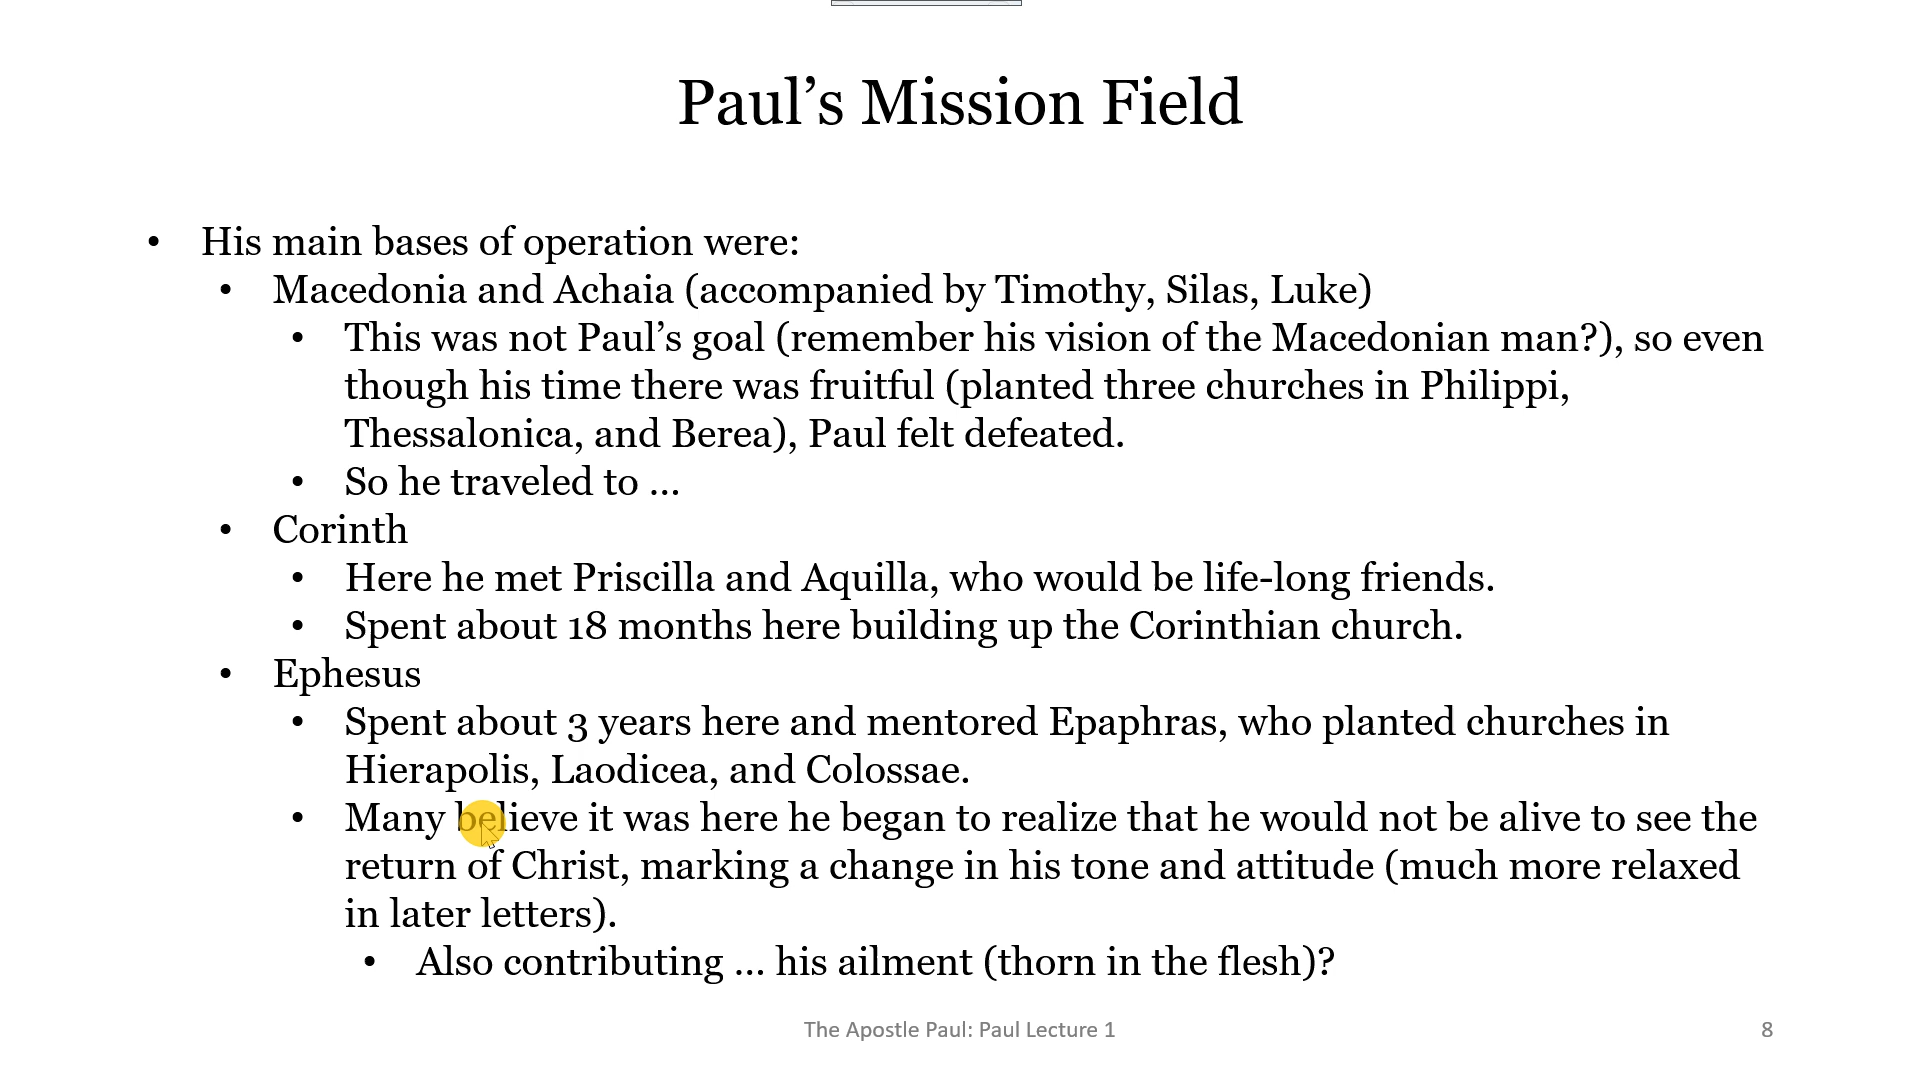 Paul’s Mission Field
• His main bases of operation were:
• Macedonia and Achaia (accompanied by Timothy, Silas, Luke)
• This was not Paul’s goal (remember his vision of the Macedonian man?), so even
though his time there was fruitful (planted three churches in Philippi,
Thessalonica, and Berea), Paul felt defeated.
• So he traveled to …
• Corinth
• Here he met Priscilla and Aquilla, who would be life-long friends.
• Spent about 18 months here building up the Corinthian church.
• Ephesus
• Spent about 3 years here and mentored Epaphras, who planted churches in
Hierapolis, Laodicea, and Colossae.
• Many believe it was here he began to realize that he would not be alive to see the
return of Christ, marking a change in his tone and attitude (much more relaxed
in later letters).
• Also contributing … his ailment (thorn in the flesh)?
The Apostle Paul: Paul Lecture 1
8